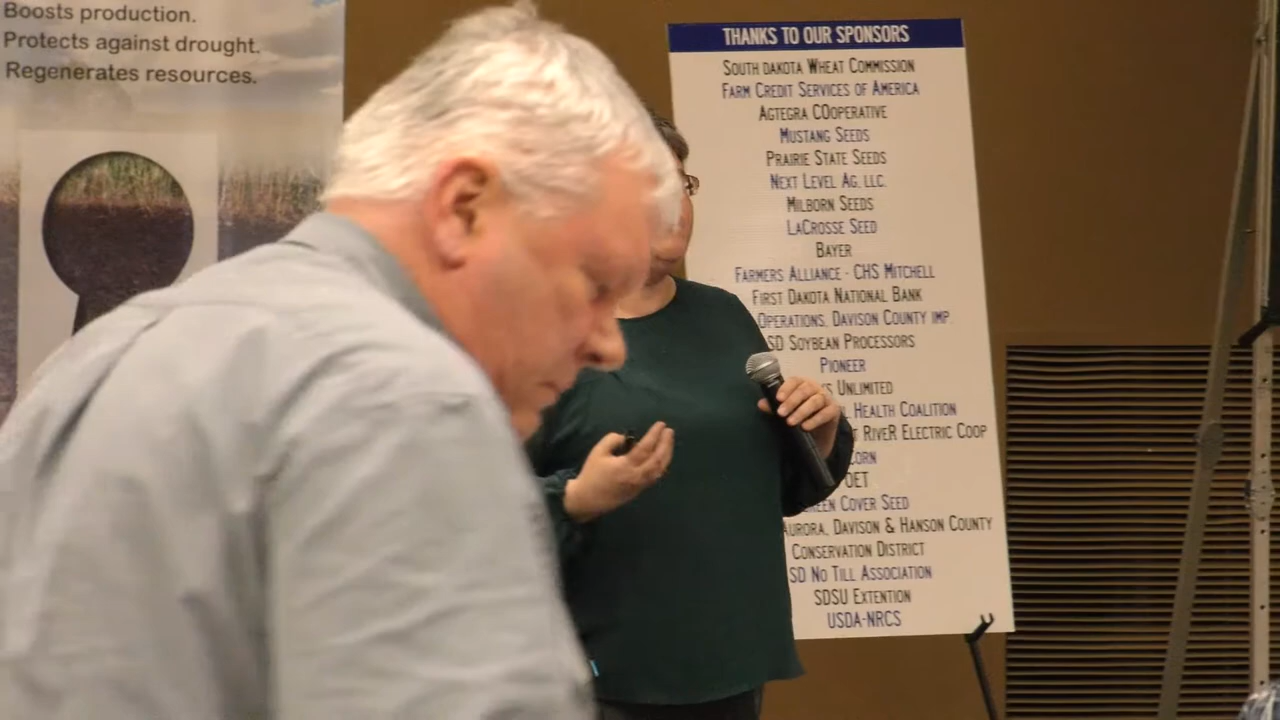 Boosts production.
Protects against drought.
Regenerates resources.
THANKS TO OUR SPONSORS
SOUTH DAKOTA WHEAT COMMISSION
FARM CREDIT SERVICES OF AMERICA
AGTEGRA COOPERATIVE
MUSTANG SEEDS
PRAIRIE STATE SEEDS
NEXT LEVEL AG, LLC.
MILBORN SEEDS
LACROSSE SEED
BAYER
FARMERS ALLIANCE - CHS MITCHELL
FIRST DAKOTA NATIONAL BANK
OPERATIONS, DAVISON COUNTY IMP.
SD SOYBEAN PROCESSORS
PIONEER
UNLIMITED
HEALTH COALITION
RIVER ELECTRIC COOP
COVER SEED
AURORA, DAVISON & HANSON COUNTY
CONSERVATION DISTRICT
SD NO TILL ASSOCIATION
SDSU EXTENTION
USDA-NRCS